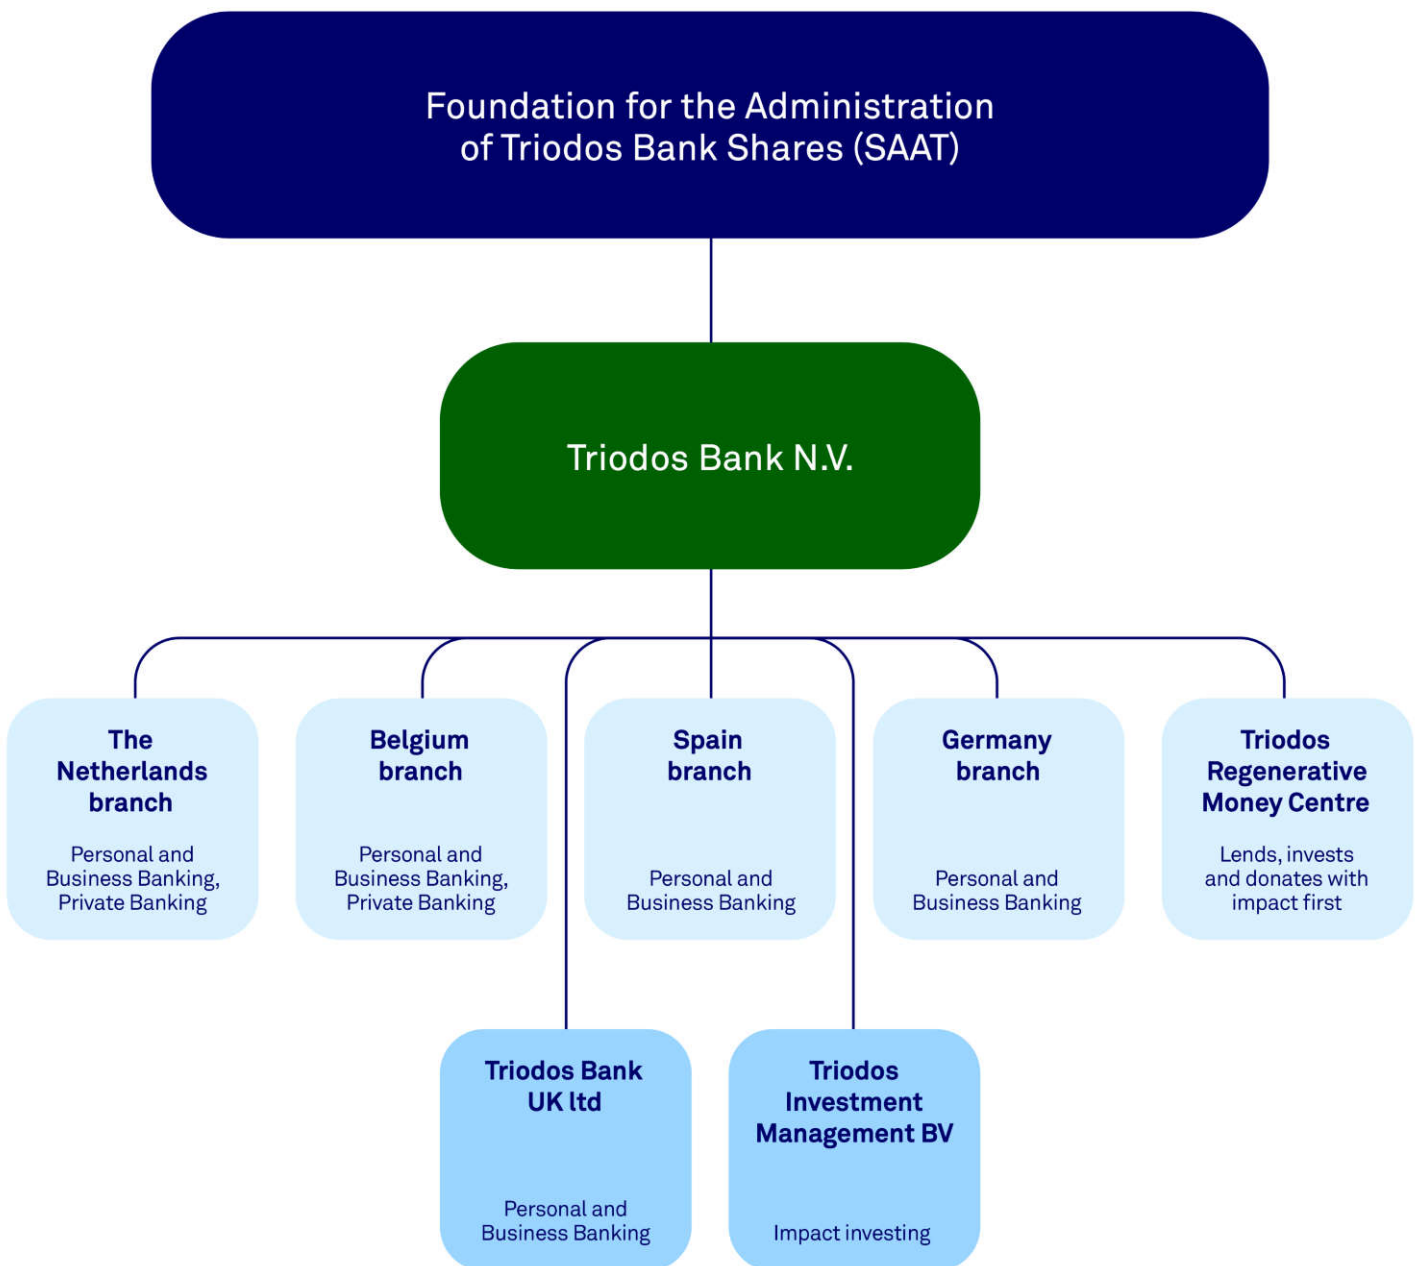 Foundation for the Administration
of Triodos Bank Shares (SAAT)
Triodos Bank N.V.
The
Netherlands
branch
Personal and
Business Banking,
Private Banking
Belgium
branch
Personal and
Business Banking,
Private Banking
Spain
branch
Personal and
Business Banking
Germany
branch
Personal and
Business Banking
Triodos
Regenerative
Money Centre
Lends, invests
and donates with
impact first
Triodos Bank
UK ltd
Personal and
Business Banking
Triodos
Investment
Management BV
Impact investing